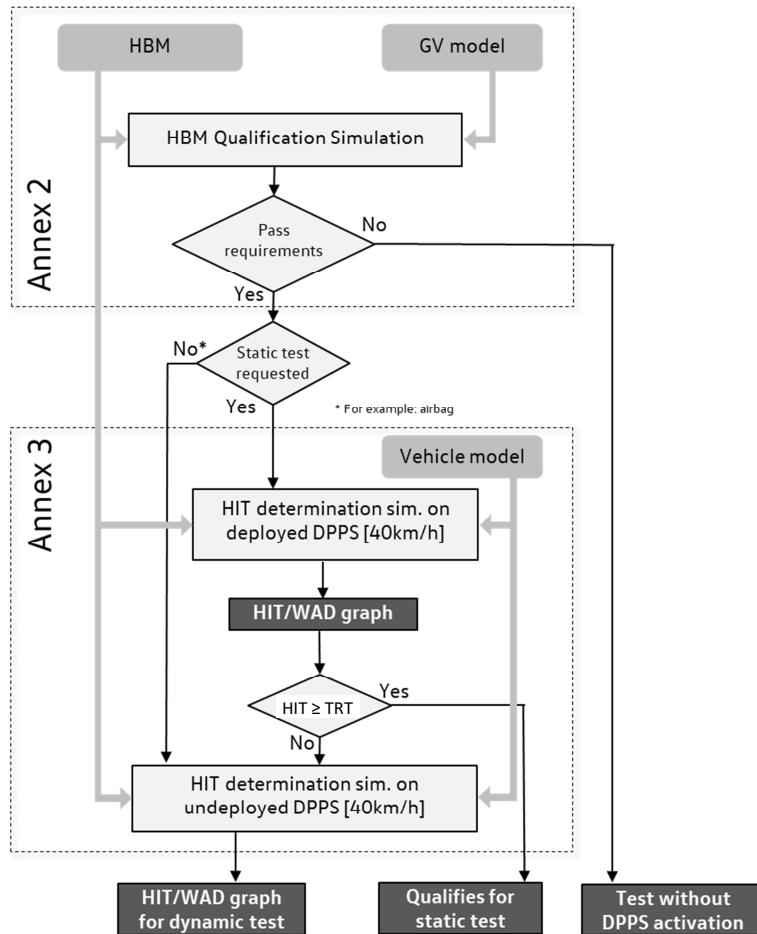 HBM
GV model
HBM Qualification Simulation
Annex 2
Pass
requirements
No
Yes
No*
Static test
requested
Yes
* For example: airbag
Annex 3
Vehicle model
HIT determination sim. on
deployed DPPS [40km/h]
HIT/WAD graph
HIT ≥ TRT
Yes
No
HIT determination sim. on
undeployed DPPS [40km/h]
HIT/WAD graph
for dynamic test
Qualifies for
static test
Test without
DPPS activation